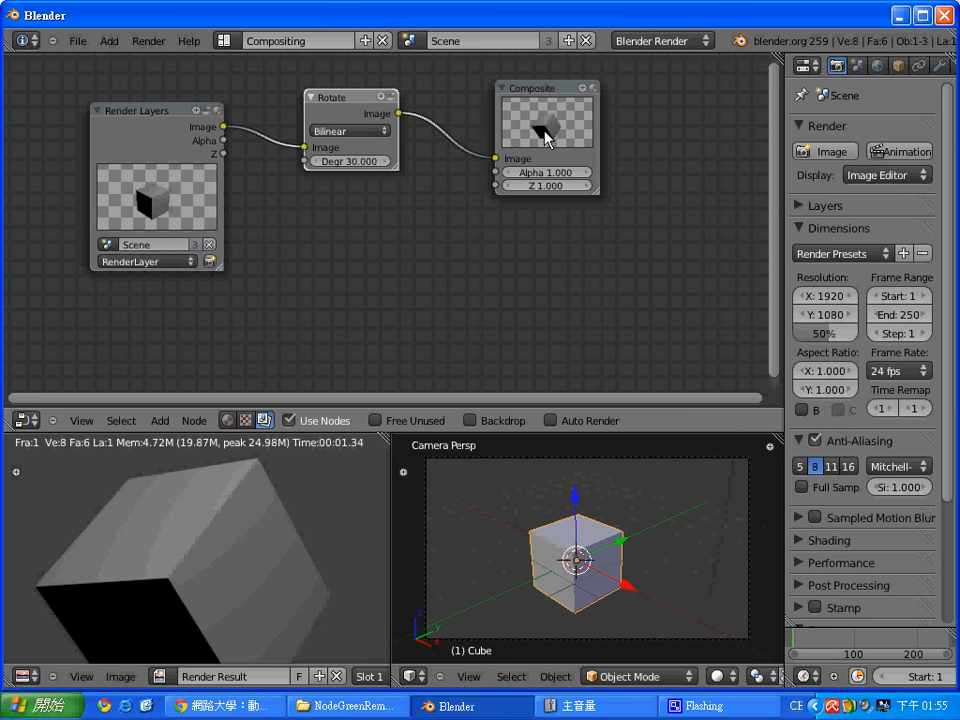 Blender
File Add Render Help Compositing Scene 3 Blender Render blender.org 259 | Ve:8 | Fa:6 | Ob:1-3 | La:1
Render Layers
Image
Alpha
Z
Scene 3
RenderLayer
Rotate
Image
Bilinear
Image
Degr 30.000
Composite
Image
Alpha 1.000
Z 1.000
View Select Add Node Use Nodes Free Unused Backdrop Auto Render
Fra:1 Ve:8 Fa:6 La:1 Mem:4.72M (19.87M, peak 24.98M) Time:00:01.34
View Image Render Result F Slot 1
Camera Persp
z
y
x
(1) Cube
View Select Object Object Mode
Scene
Render
Image Animation
Display: Image Editor
Layers
Dimensions
Render Presets
Resolution: Frame Range
X: 1920 Start: 1
Y: 1080 End: 250
50% Step: 1
Aspect Ratio: Frame Rate:
X: 1.000 24 fps
Y: 1.000 Time Remap
B C 1 1
Anti-Aliasing
5 8 11 16 Mitchell-
Full Samp Si: 1.000
Sampled Motion Blur
Shading
Performance
Post Processing
Stamp
100 200
Start: 1
開始 網路大學：動... NodeGreenRem... Blender 主音量 Flashing CE 下午 01:55